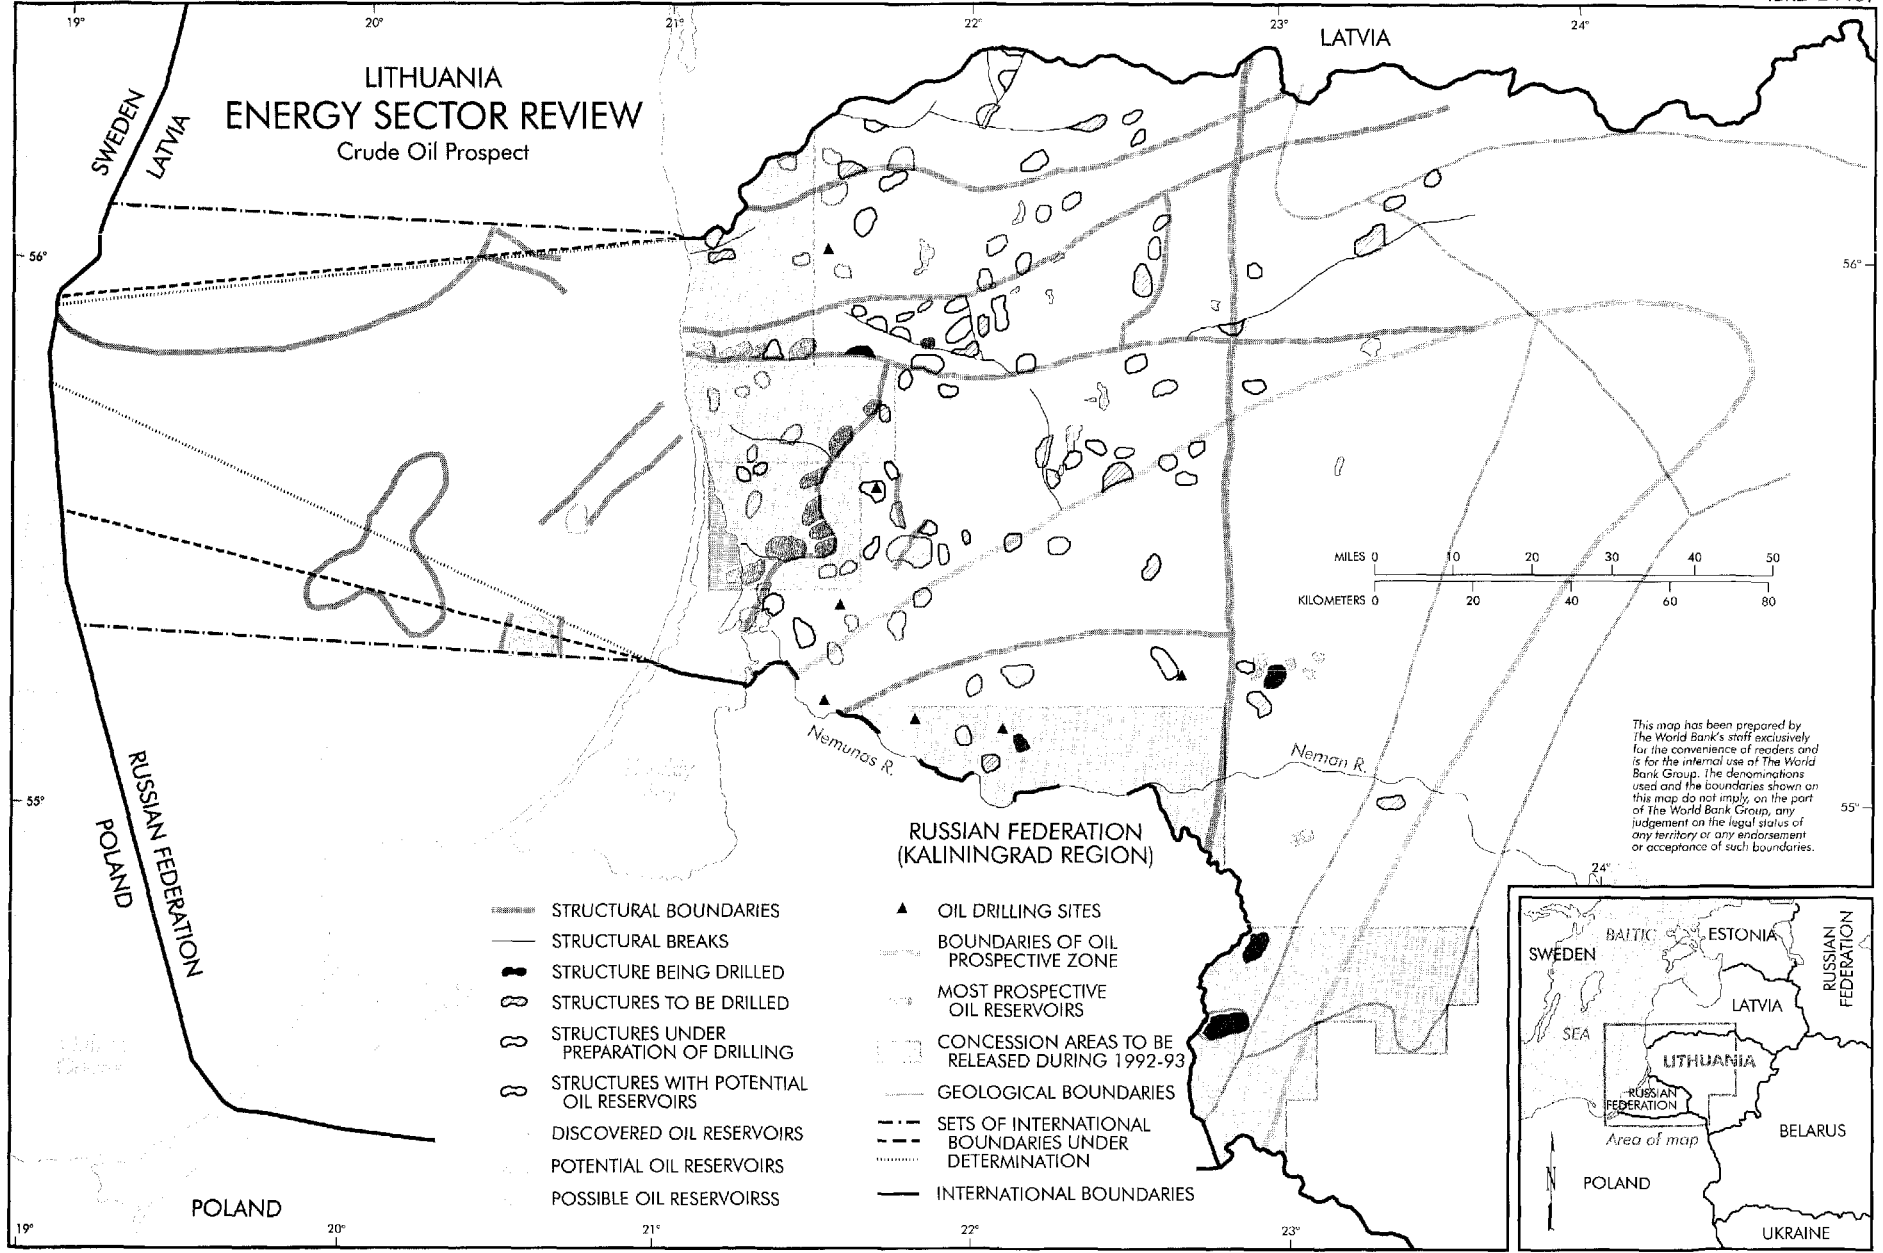 19°
20°
21°
22°
23°
24°
LATVIA
LITHUANIA
ENERGY SECTOR REVIEW
Crude Oil Prospect
SWEDEN
LATVIA
56°
56°
MILES 0 10 20 30 40 50
KILOMETERS 0 20 40 60 80
Nemunas R.
Neman R.
This map has been prepared by
The World Bank's staff exclusively
for the convenience of readers and
is for the internal use of The World
Bank Group. The denominations
used and the boundaries shown on
this map do not imply, on the part
of The World Bank Group, any
judgement on the legal status of
any territory or any endorsement
or acceptance of such boundaries.
55°
55°
RUSSIAN FEDERATION
POLAND
RUSSIAN FEDERATION
(KALININGRAD REGION)
STRUCTURAL BOUNDARIES
STRUCTURAL BREAKS
STRUCTURE BEING DRILLED
STRUCTURES TO BE DRILLED
STRUCTURES UNDER
PREPARATION OF DRILLING
STRUCTURES WITH POTENTIAL
OIL RESERVOIRS
DISCOVERED OIL RESERVOIRS
POTENTIAL OIL RESERVOIRS
POSSIBLE OIL RESERVOIRSS
OIL DRILLING SITES
BOUNDARIES OF OIL
PROSPECTIVE ZONE
MOST PROSPECTIVE
OIL RESERVOIRS
CONCESSION AREAS TO BE
RELEASED DURING 1992-93
GEOLOGICAL BOUNDARIES
SETS OF INTERNATIONAL
BOUNDARIES UNDER
DETERMINATION
INTERNATIONAL BOUNDARIES
24°
SWEDEN
BALTIC
SEA
ESTONIA
RUSSIAN
FEDERATION
LATVIA
LITHUANIA
RUSSIAN
FEDERATION
Area of map
BELARUS
N
POLAND
UKRAINE
POLAND
19°
20°
21°
22°
23°